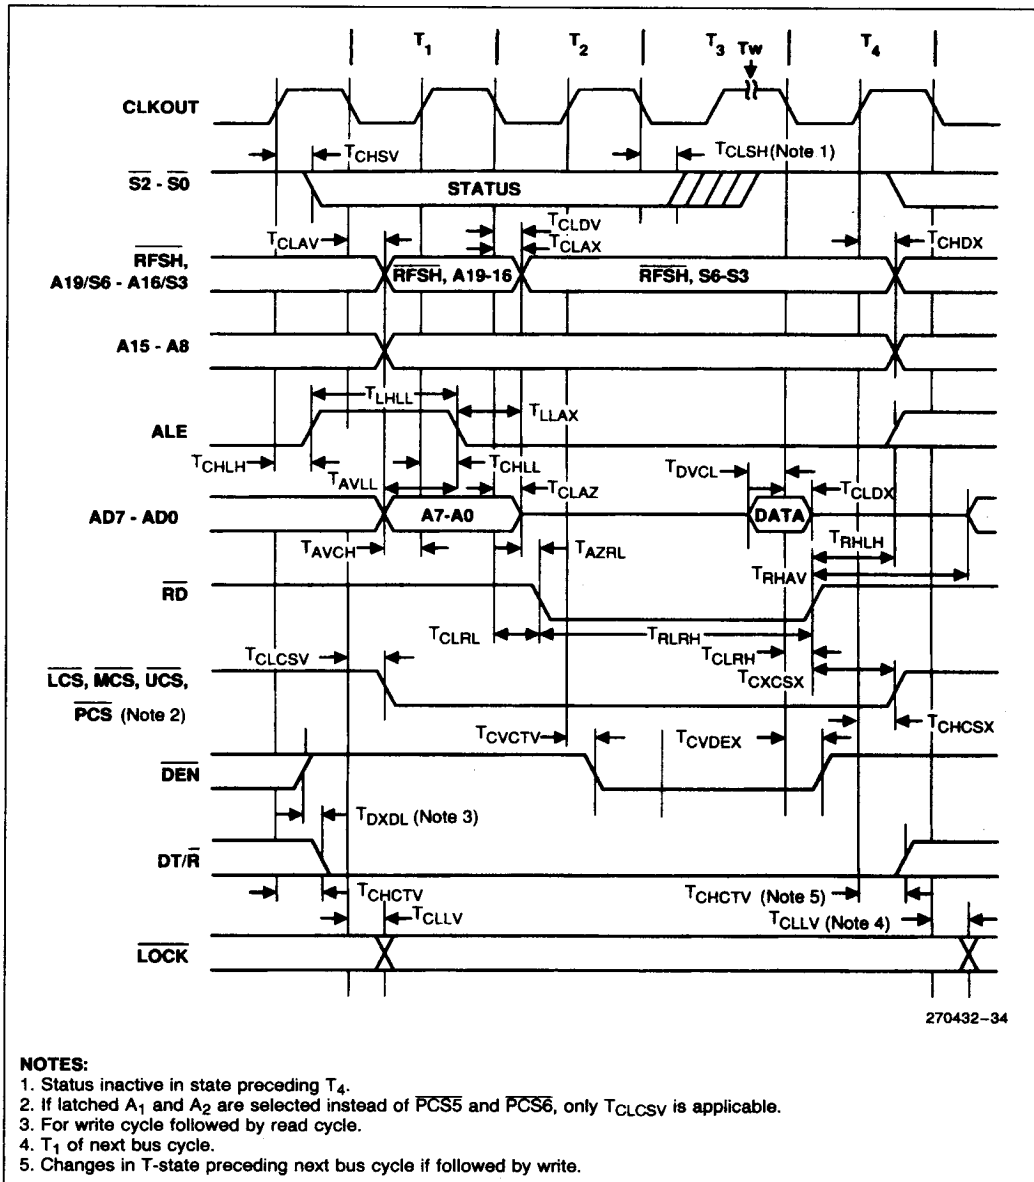 T1 T2 T3 TW T4
CLKOUT
TCHSV
TCLSH (Note 1)
S2 - S0
STATUS
TCLDV
TCLAV
TCLAX
TCHDX
RFSH,
A19/S6 - A16/S3
RFSH, A19-16
RFSH, S6-S3
A15 - A8
TLHLL
TLLAX
ALE
TCHLH
TCHLL
TDVCL
TAVLL
TCLAZ
TCLDX
AD7 - AD0
A7-A0
DATA
TAVCH
TAZRL
TRHLH
TRHAV
RD
TCLRL
TRLRH
TCLCSV
TCLRH
LCS, MCS, UCS,
TCXCSX
PCS (Note 2)
TCHCSX
TCVCTV
TCVDEX
DEN
TDXDL (Note 3)
DT/R
TCHCTV
TCHCTV (Note 5)
TCLLV
TCLLV (Note 4)
LOCK
270432-34
NOTES:
1. Status inactive in state preceding T4.
2. If latched A1 and A2 are selected instead of PCS5 and PCS6, only TCLCSV is applicable.
3. For write cycle followed by read cycle.
4. T1 of next bus cycle.
5. Changes in T-state preceding next bus cycle if followed by write.